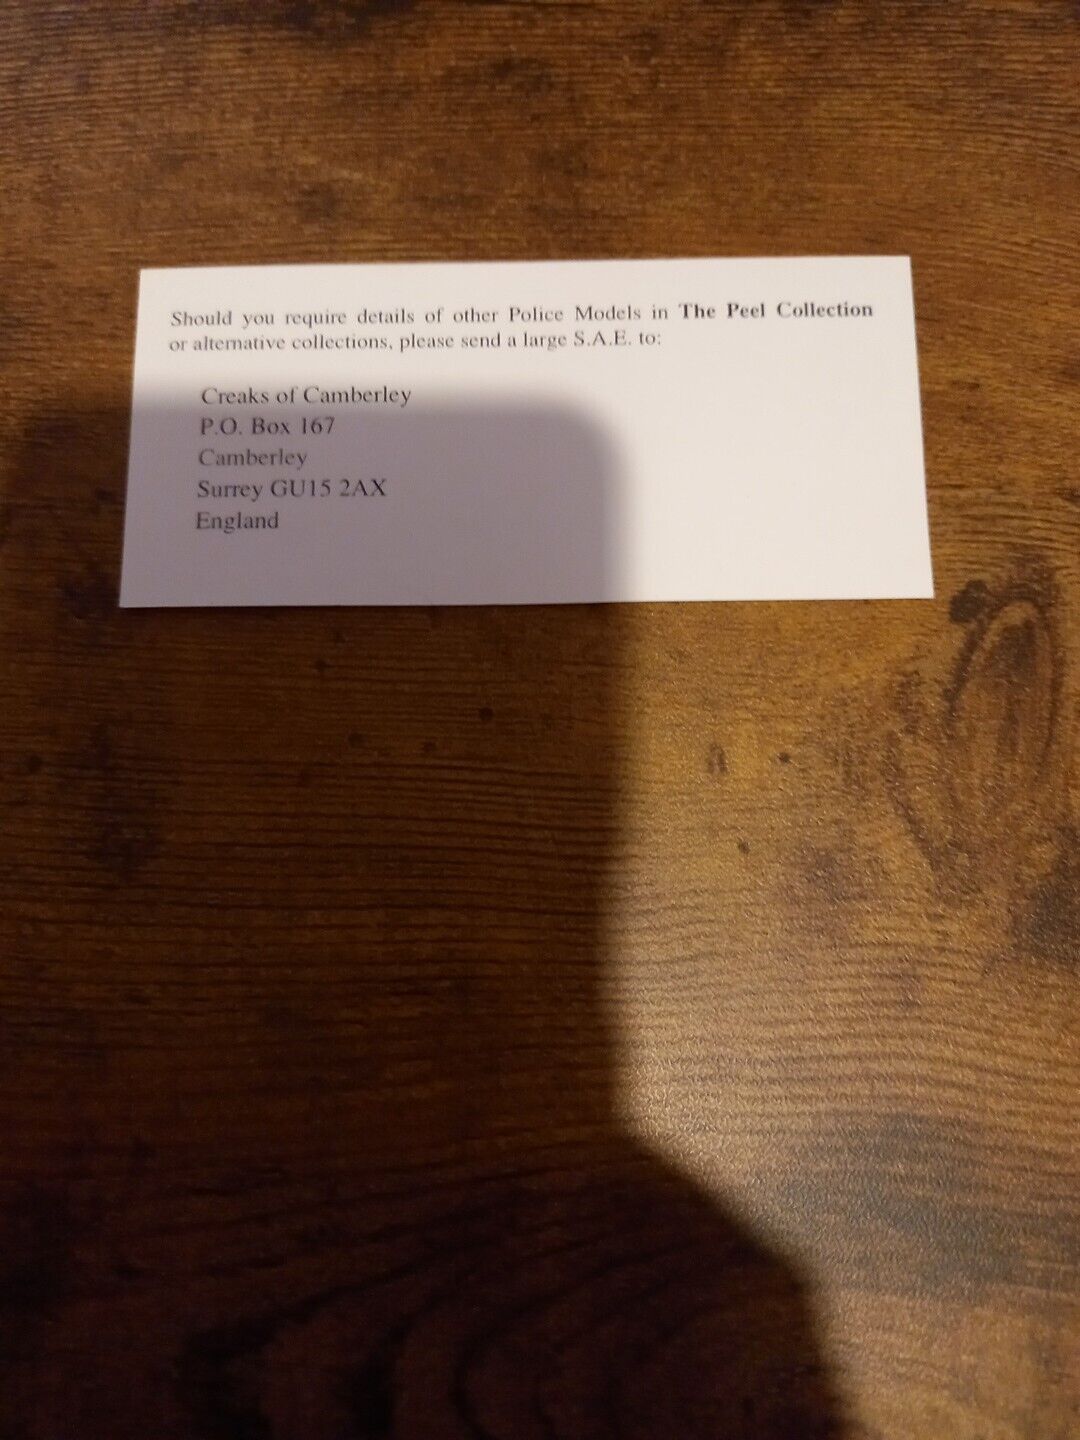 Should you require details of other Police Models in The Peel Collection
or alternative collections, please send a large S.A.E. to:
Creaks of Camberley
P.O. Box 167
Camberley
Surrey GU15 2AX
England